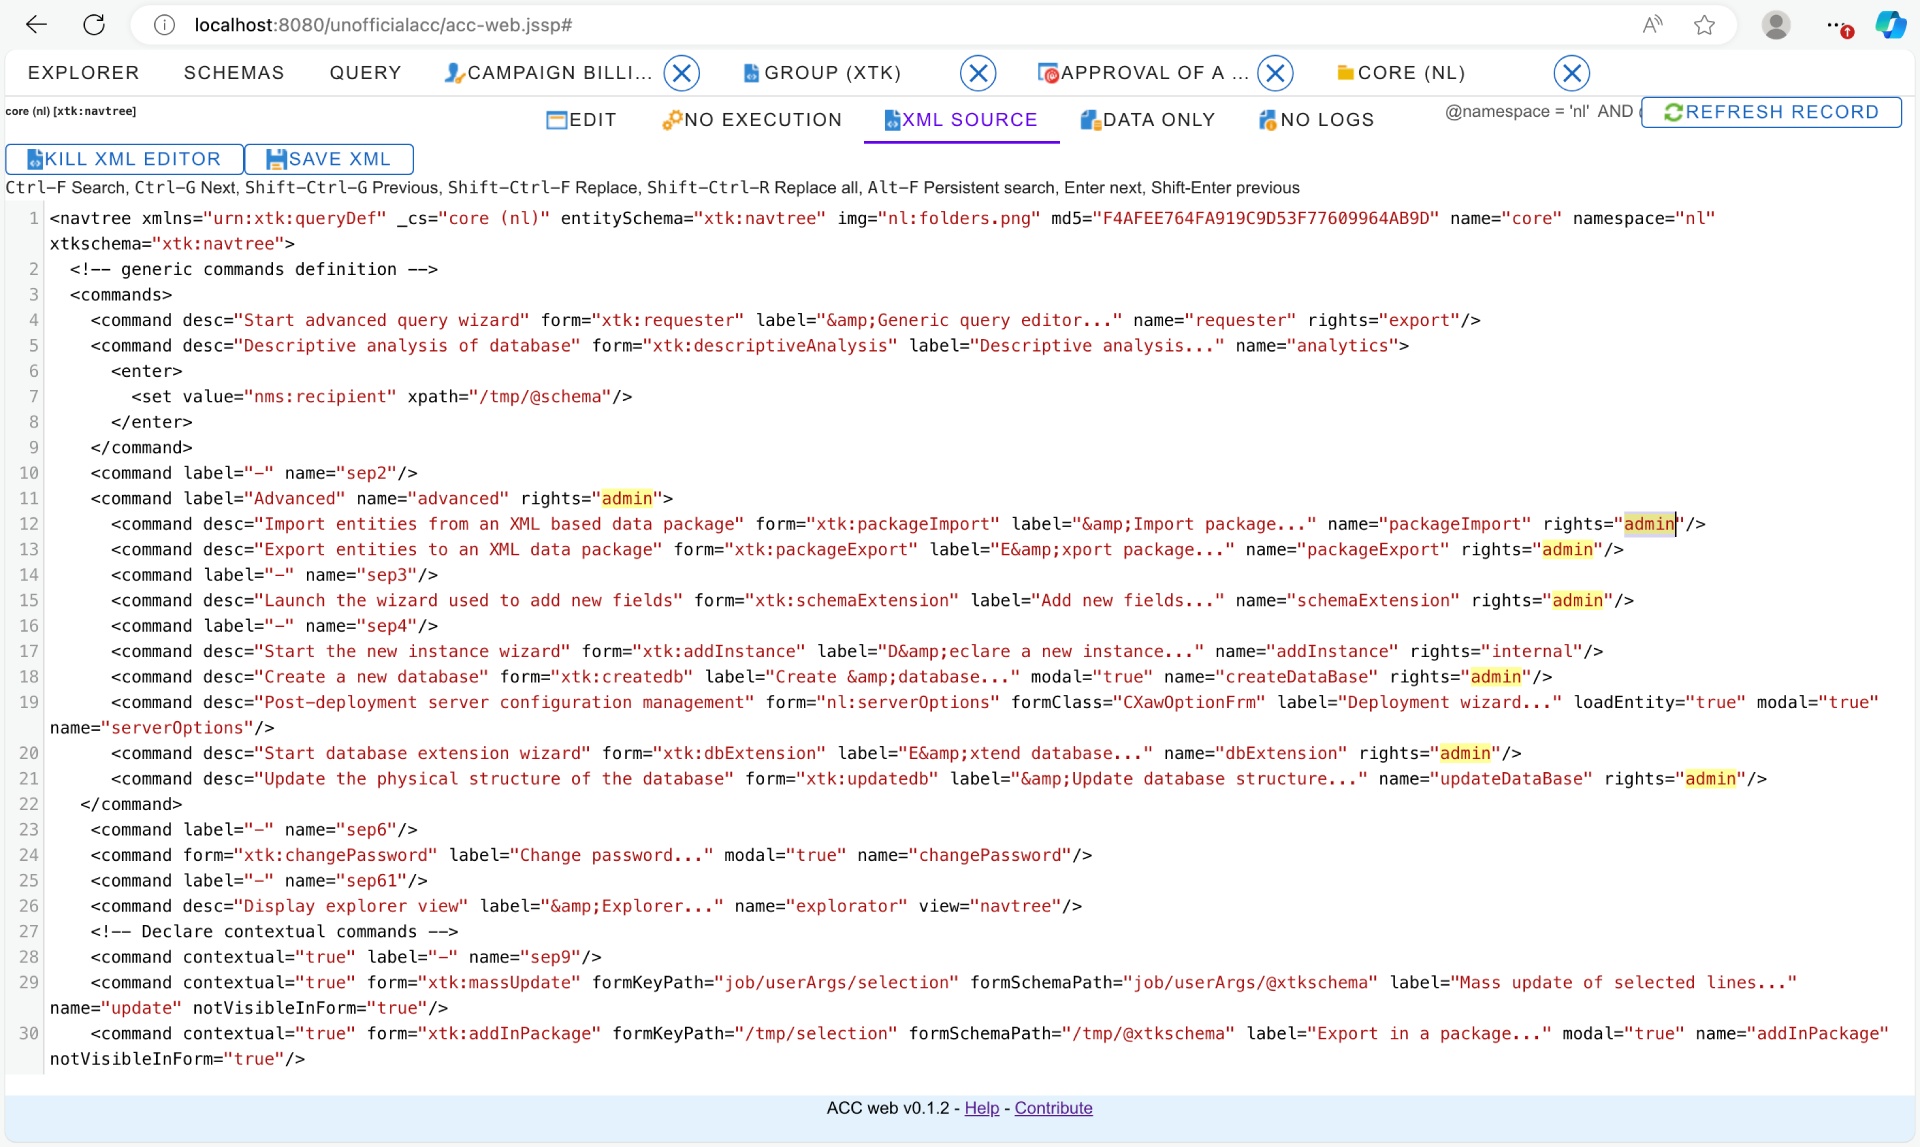 localhost:8080/unofficialacc/acc-web.jssp#
EXPLORER SCHEMAS QUERY CAMPAIGN BILLI... GROUP (XTK) APPROVAL OF A ... CORE (NL)
core (nl) [xtk:navtree] EDIT NO EXECUTION XML SOURCE DATA ONLY NO LOGS @namespace = 'nl' AND REFRESH RECORD
KILL XML EDITOR SAVE XML
Ctrl-F Search, Ctrl-G Next, Shift-Ctrl-G Previous, Shift-Ctrl-F Replace, Shift-Ctrl-R Replace all, Alt-F Persistent search, Enter next, Shift-Enter previous
1 <navtree xmlns="urn:xtk:queryDef" _cs="core (nl)" entitySchema="xtk:navtree" img="nl:folders.png" md5="F4AFEE764FA919C9D53F77609964AB9D" name="core" namespace="nl"
xtkschema="xtk:navtree">
2 <!-- generic commands definition -->
3 <commands>
4 <command desc="Start advanced query wizard" form="xtk:requester" label="&amp;Generic query editor..." name="requester" rights="export"/>
5 <command desc="Descriptive analysis of database" form="xtk:descriptiveAnalysis" label="Descriptive analysis..." name="analytics">
6 <enter>
7 <set value="nms:recipient" xpath="/tmp/@schema"/>
8 </enter>
9 </command>
10 <command label="-" name="sep2"/>
11 <command label="Advanced" name="advanced" rights="admin">
12 <command desc="Import entities from an XML based data package" form="xtk:packageImport" label="&amp;Import package..." name="packageImport" rights="admin"/>
13 <command desc="Export entities to an XML data package" form="xtk:packageExport" label="E&amp;xport package..." name="packageExport" rights="admin"/>
14 <command label="-" name="sep3"/>
15 <command desc="Launch the wizard used to add new fields" form="xtk:schemaExtension" label="Add new fields..." name="schemaExtension" rights="admin"/>
16 <command label="-" name="sep4"/>
17 <command desc="Start the new instance wizard" form="xtk:addInstance" label="D&amp;eclare a new instance..." name="addInstance" rights="internal"/>
18 <command desc="Create a new database" form="xtk:createdb" label="Create &amp;database..." modal="true" name="createDataBase" rights="admin"/>
19 <command desc="Post-deployment server configuration management" form="nl:serverOptions" formClass="CXawOptionFrm" label="Deployment wizard..." loadEntity="true" modal="true"
name="serverOptions"/>
20 <command desc="Start database extension wizard" form="xtk:dbExtension" label="E&amp;xtend database..." name="dbExtension" rights="admin"/>
21 <command desc="Update the physical structure of the database" form="xtk:updatedb" label="&amp;Update database structure..." name="updateDataBase" rights="admin"/>
22 </command>
23 <command label="-" name="sep6"/>
24 <command form="xtk:changePassword" label="Change password..." modal="true" name="changePassword"/>
25 <command label="-" name="sep61"/>
26 <command desc="Display explorer view" label="&amp;Explorer..." name="explorator" view="navtree"/>
27 <!-- Declare contextual commands -->
28 <command contextual="true" label="-" name="sep9"/>
29 <command contextual="true" form="xtk:massUpdate" formKeyPath="job/userArgs/selection" formSchemaPath="job/userArgs/@xtkschema" label="Mass update of selected lines..."
name="update" notVisibleInForm="true"/>
30 <command contextual="true" form="xtk:addInPackage" formKeyPath="/tmp/selection" formSchemaPath="/tmp/@xtkschema" label="Export in a package..." modal="true" name="addInPackage"
notVisibleInForm="true"/>
ACC web v0.1.2 - Help - Contribute